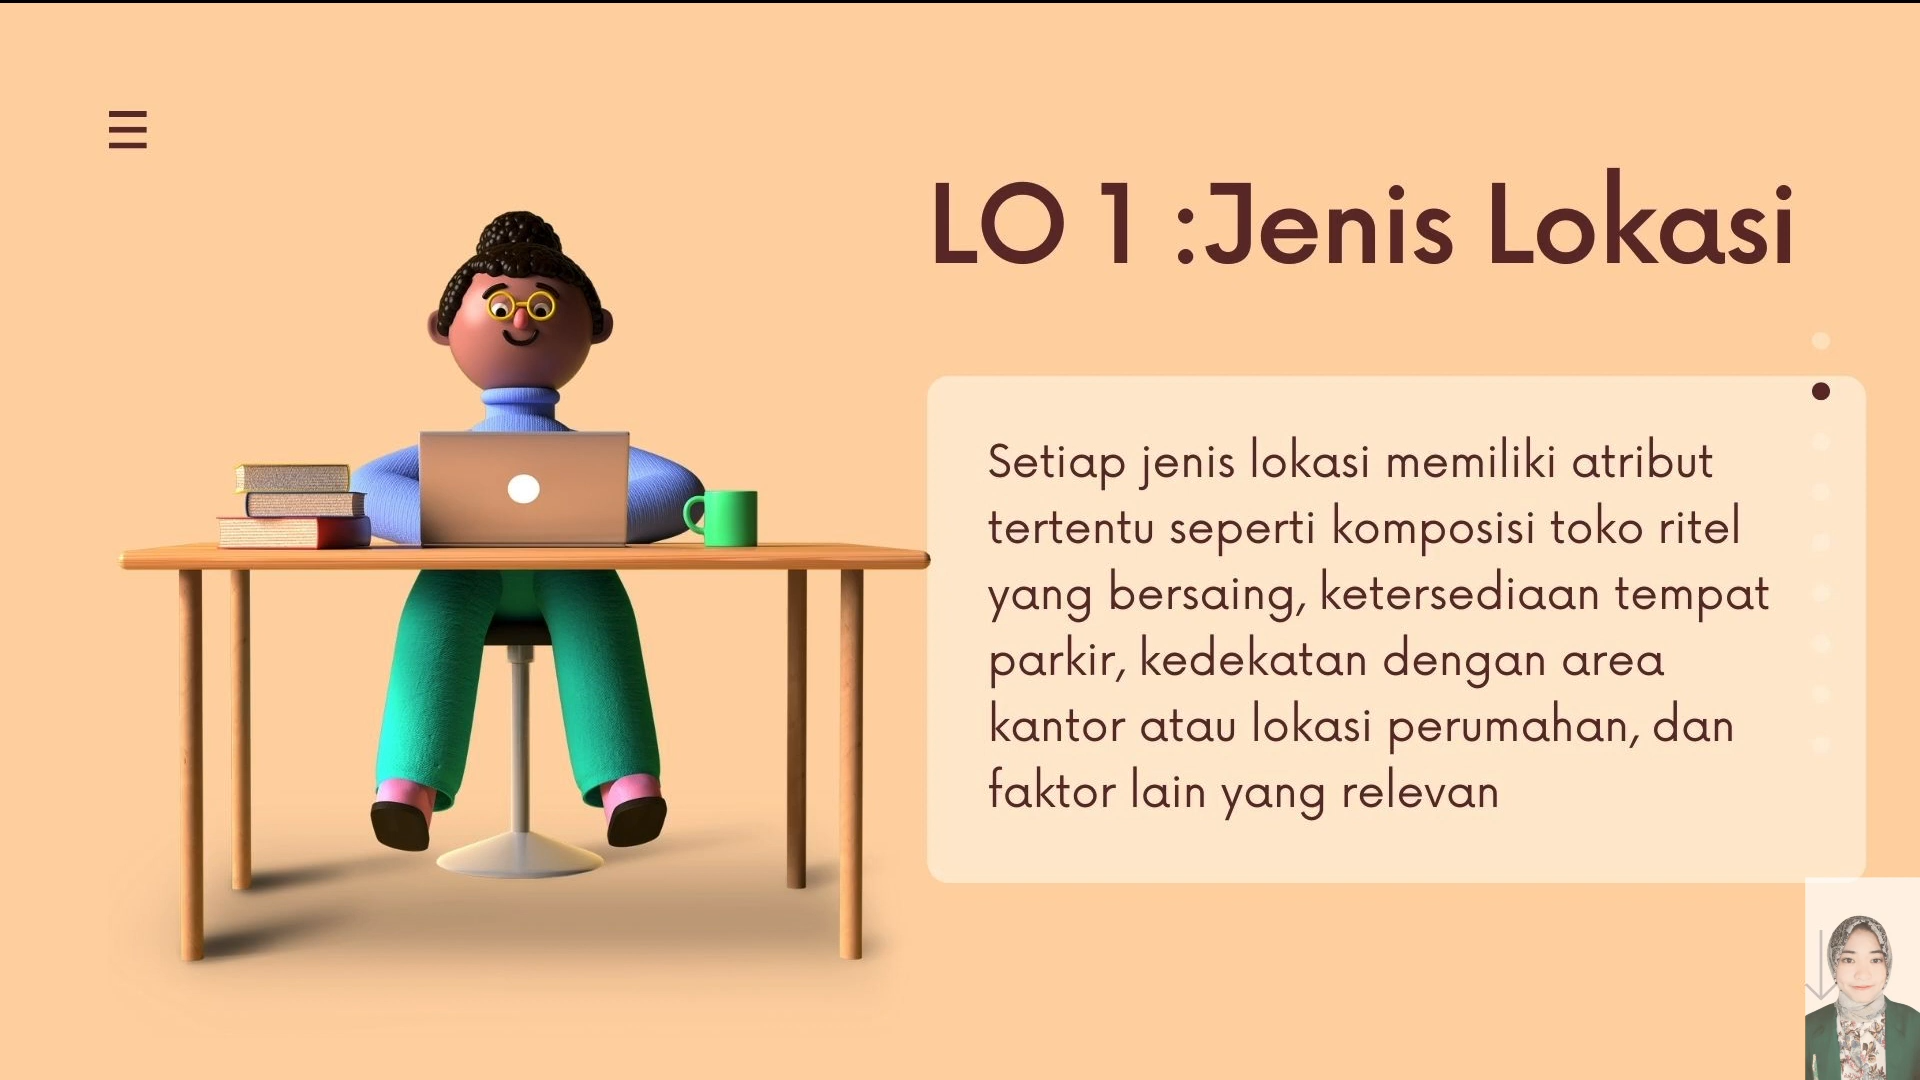 LO 1 :Jenis Lokasi
Setiap jenis lokasi memiliki atribut
tertentu seperti komposisi toko ritel
yang bersaing, ketersediaan tempat
parkir, kedekatan dengan area
kantor atau lokasi perumahan, dan
faktor lain yang relevan